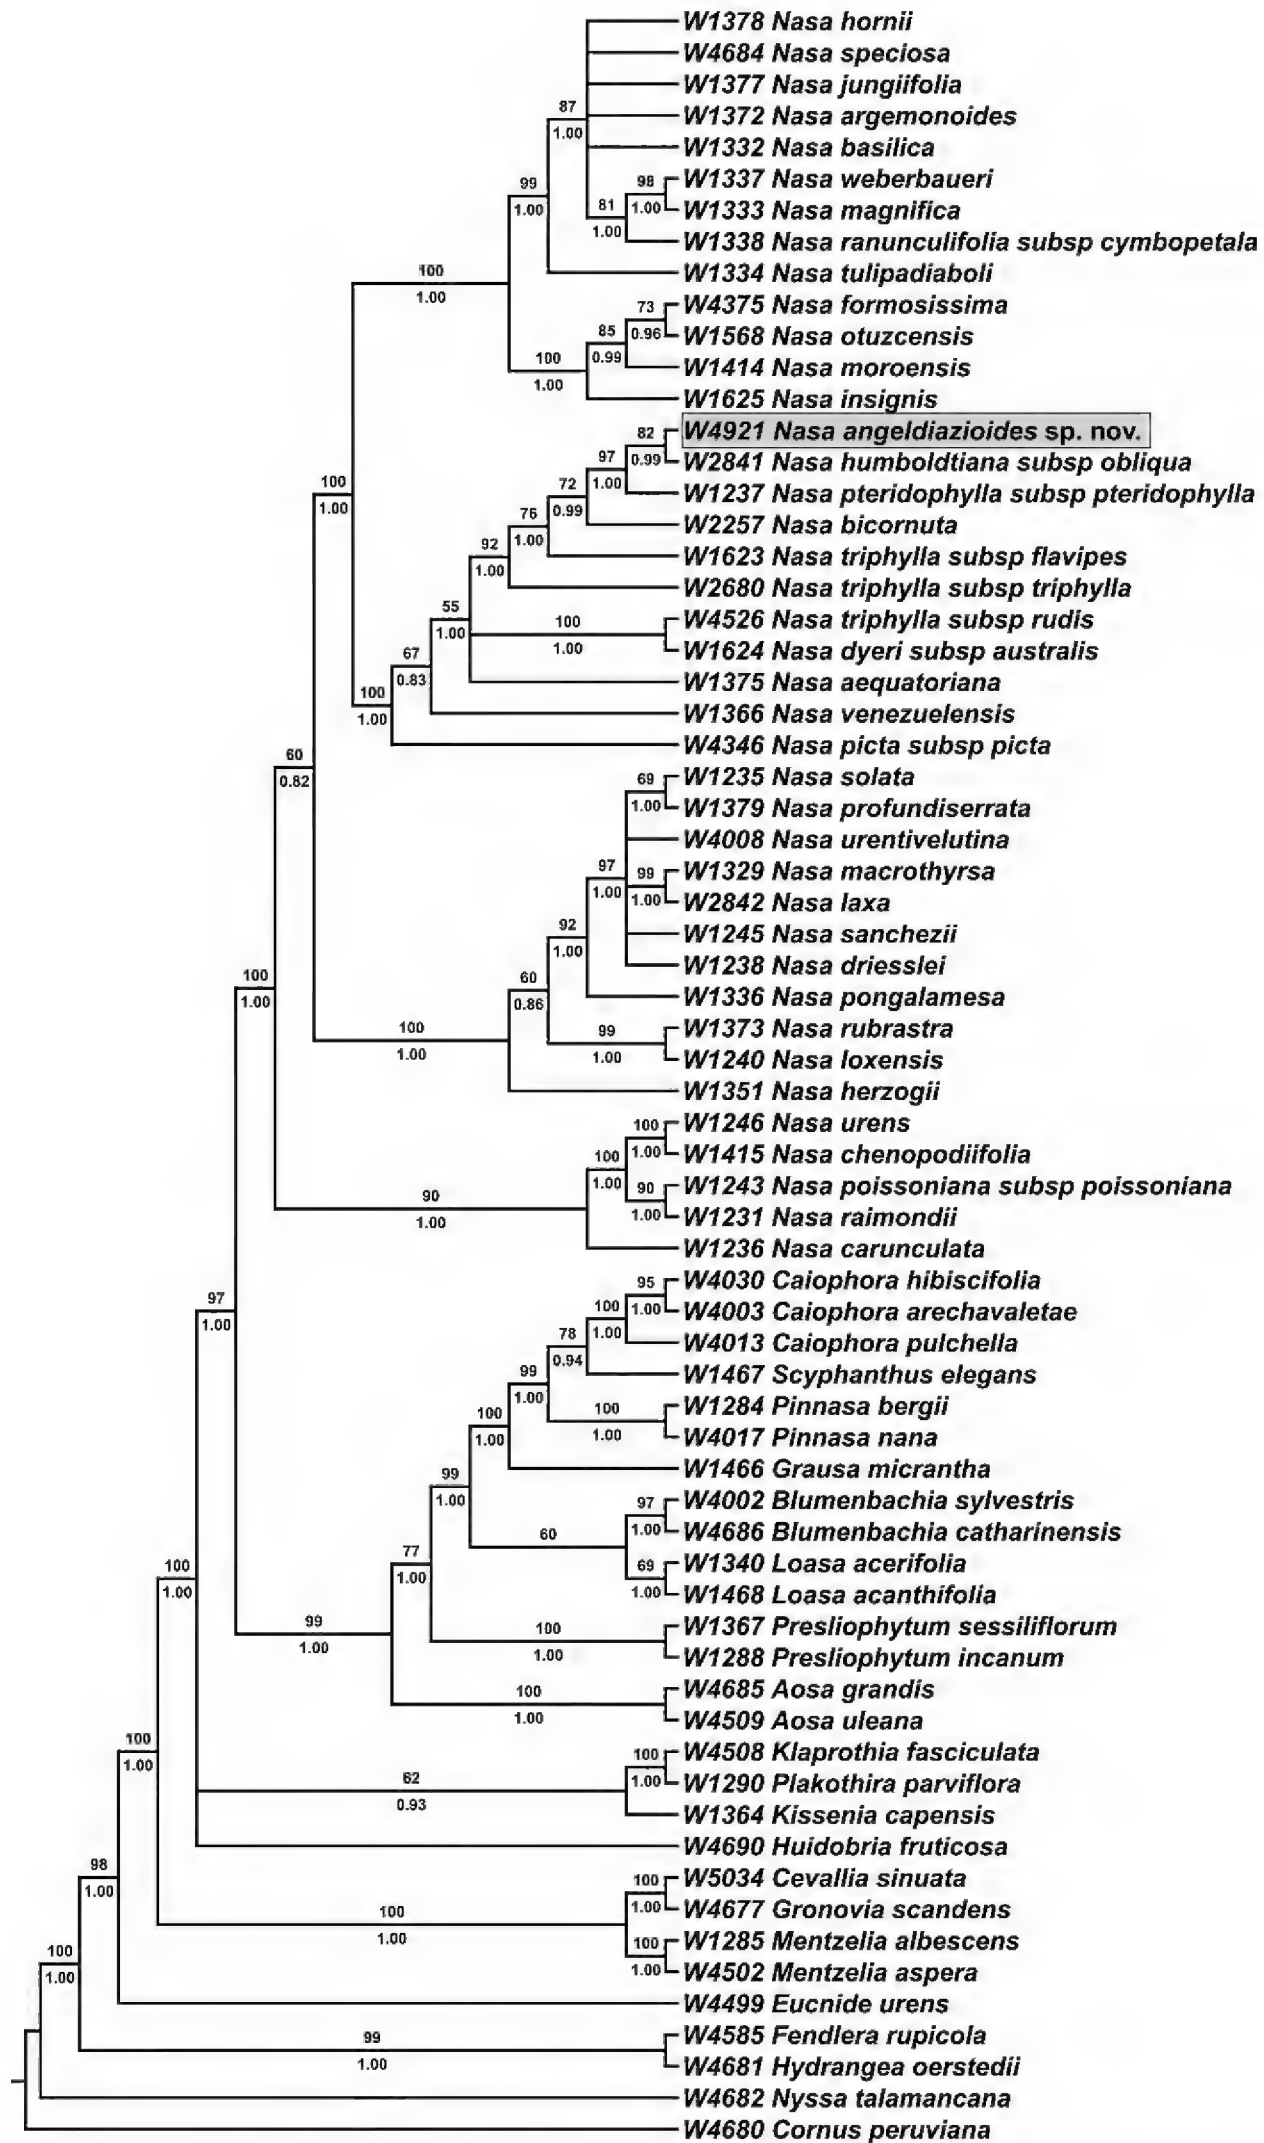 W1378 Nasa hornii
W4684 Nasa speciosa
W1377 Nasa jungiifolia
87
W1372 Nasa argemonoides
1.00
W1332 Nasa basilica
99
98
W1337 Nasa weberbaueri
1.00
81
1.00
W1333 Nasa magnifica
1.00
W1338 Nasa ranunculifolia subsp cymbopetala
100
W1334 Nasa tulipadiaboli
1.00
73
W4375 Nasa formosissima
85
0.96
W1568 Nasa otuzcensis
100
0.99
W1414 Nasa moroensis
1.00
W1625 Nasa insignis
82
W4921 Nasa angeldiazioides sp. nov.
97
0.99
W2841 Nasa humboldtiana subsp obliqua
100
72
1.00
W1237 Nasa pteridophylla subsp pteridophylla
1.00
76
0.99
W2257 Nasa bicornuta
92
1.00
W1623 Nasa triphylla subsp flavipes
1.00
W2680 Nasa triphylla subsp triphylla
55
100
W4526 Nasa triphylla subsp rudis
1.00
1.00
67
W1624 Nasa dyeri subsp australis
0.83
W1375 Nasa aequatoriana
100
1.00
W1366 Nasa venezuelensis
60
W4346 Nasa picta subsp picta
0.82
69
W1235 Nasa solata
1.00
W1379 Nasa profundiserrata
W4008 Nasa urentivelutina
97
99
W1329 Nasa macrothyrsa
1.00
1.00
W2842 Nasa laxa
92
W1245 Nasa sanchezii
1.00
W1238 Nasa driesslei
100
60
W1336 Nasa pongalamesa
1.00
0.86
100
99
W1373 Nasa rubrastra
1.00
1.00
W1240 Nasa loxensis
W1351 Nasa herzogii
100
W1246 Nasa urens
100
1.00
W1415 Nasa chenopodiifolia
90
1.00
90
W1243 Nasa poissoniana subsp poissoniana
1.00
1.00
W1231 Nasa raimondii
W1236 Nasa carunculata
95
W4030 Caiophora hibiscifolia
97
100
1.00
W4003 Caiophora arechavaletae
1.00
78
1.00
W4013 Caiophora pulchella
99
0.94
W1467 Scyphanthus elegans
1.00
100
W1284 Pinnasa bergii
100
1.00
1.00
W4017 Pinnasa nana
W1466 Grausa micrantha
99
1.00
97
W4002 Blumenbachia sylvestris
60
1.00
W4686 Blumenbachia catharinensis
77
69
W1340 Loasa acerifolia
100
1.00
1.00
1.00
W1468 Loasa acanthifolia
99
100
W1367 Presliophytum sessiliflorum
1.00
1.00
W1288 Presliophytum incanum
100
W4685 Aosa grandis
1.00
W4509 Aosa uleana
100
1.00
100
W4508 Klaprothia fasciculata
62
1.00
W1290 Plakothira parviflora
0.93
W1364 Kissenia capensis
W4690 Huidobria fruticosa
98
1.00
100
W5034 Cevallia sinuata
100
1.00
W4677 Gronovia scandens
1.00
100
W1285 Mentzelia albescens
100
1.00
1.00
W4502 Mentzelia aspera
W4499 Eucnide urens
99
W4585 Fendlera rupicola
1.00
W4681 Hydrangea oerstedii
W4682 Nyssa talamancana
W4680 Cornus peruviana